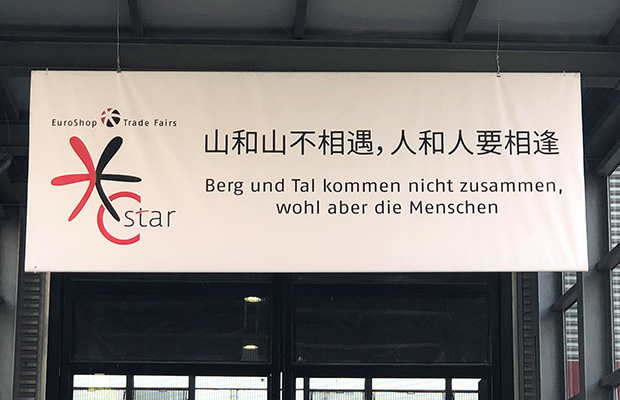 EuroShop Trade Fairs
C star
山和山不相遇，人和人要相逢
Berg und Tal kommen nicht zusammen,
wohl aber die Menschen